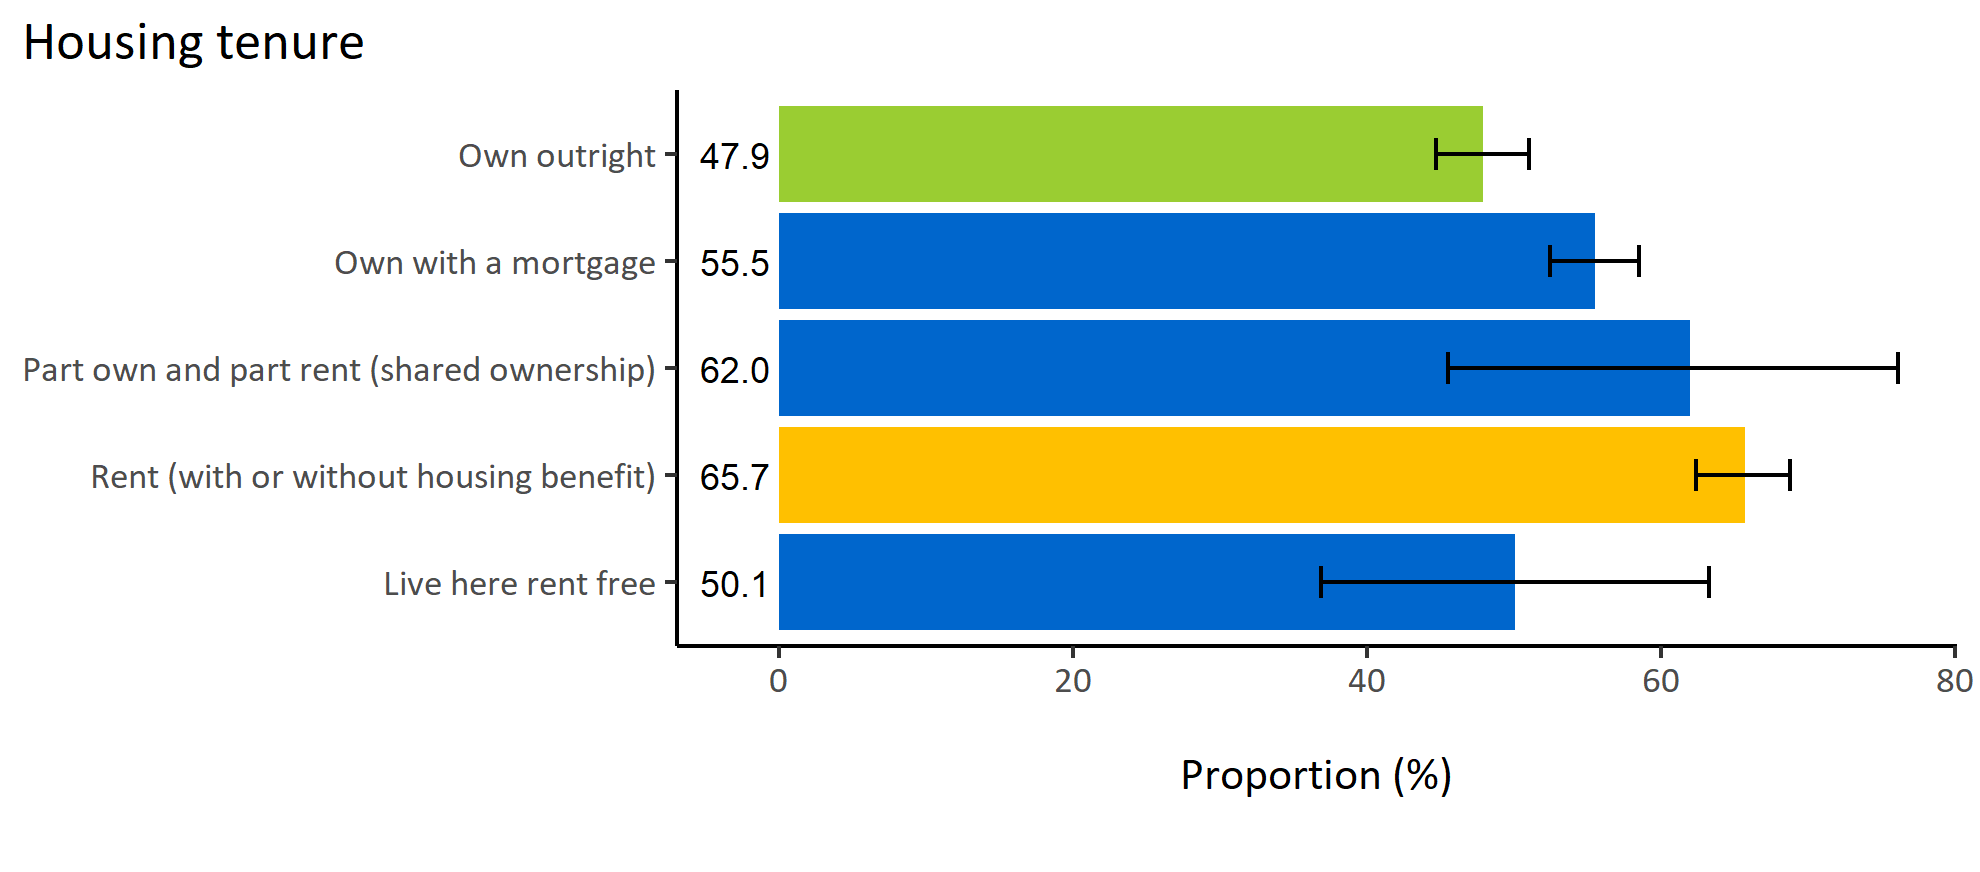 Housing tenure
Own outright 47.9
Own with a mortgage 55.5
Part own and part rent (shared ownership) 62.0
Rent (with or without housing benefit) 65.7
Live here rent free 50.1
0 20 40 60 80
Proportion (%)